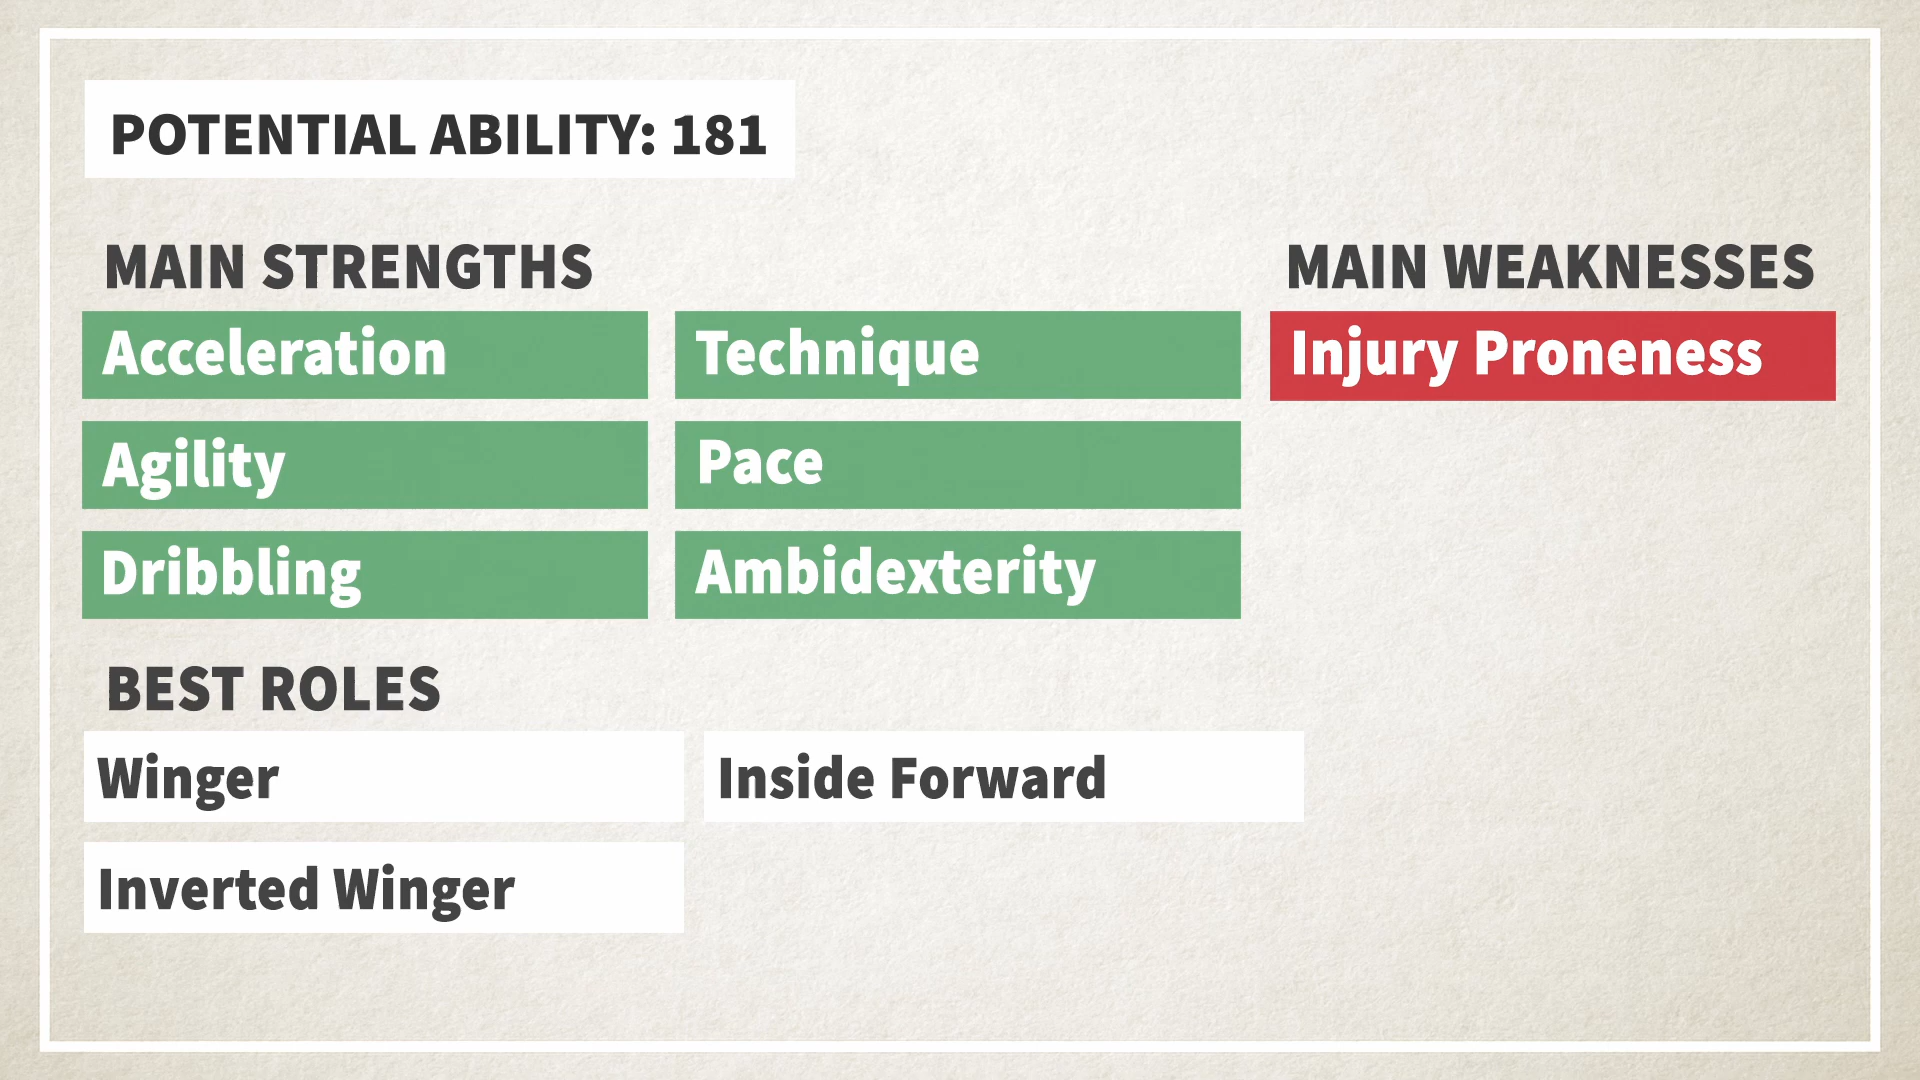 POTENTIAL ABILITY: 181
MAIN STRENGTHS
Acceleration
Technique
Agility
Pace
Dribbling
Ambidexterity
MAIN WEAKNESSES
Injury Proneness
BEST ROLES
Winger
Inside Forward
Inverted Winger